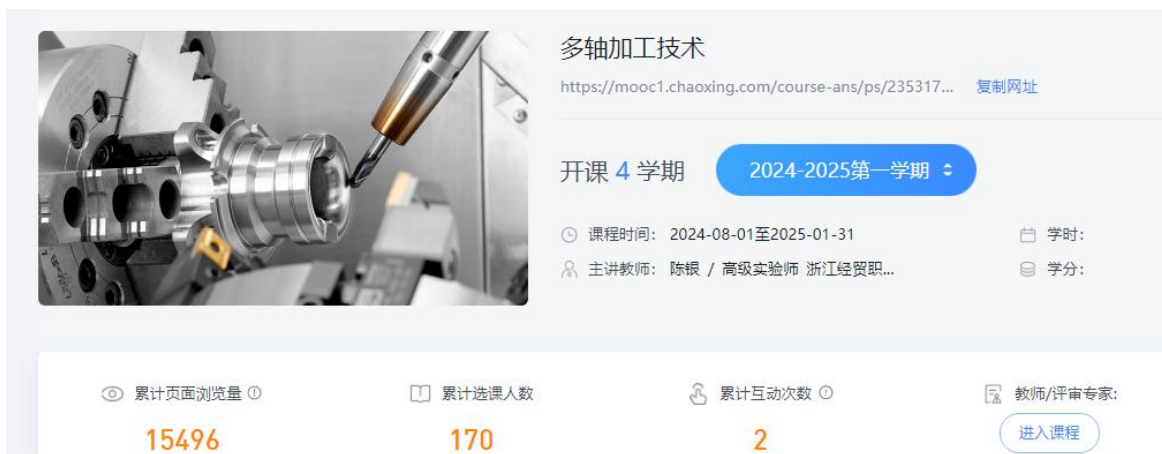 多轴加工技术
https://mooc1.chaoxing.com/course-ans/ps/235317... 复制网址
开课 4 学期 2024-2025第一学期
课程时间: 2024-08-01至2025-01-31 学时:
主讲教师: 陈银 / 高级实验师 浙江经贸职... 学分:
累计页面浏览量 累计选课人数 累计互动次数 教师/评审专家:
15496 170 2 进入课程